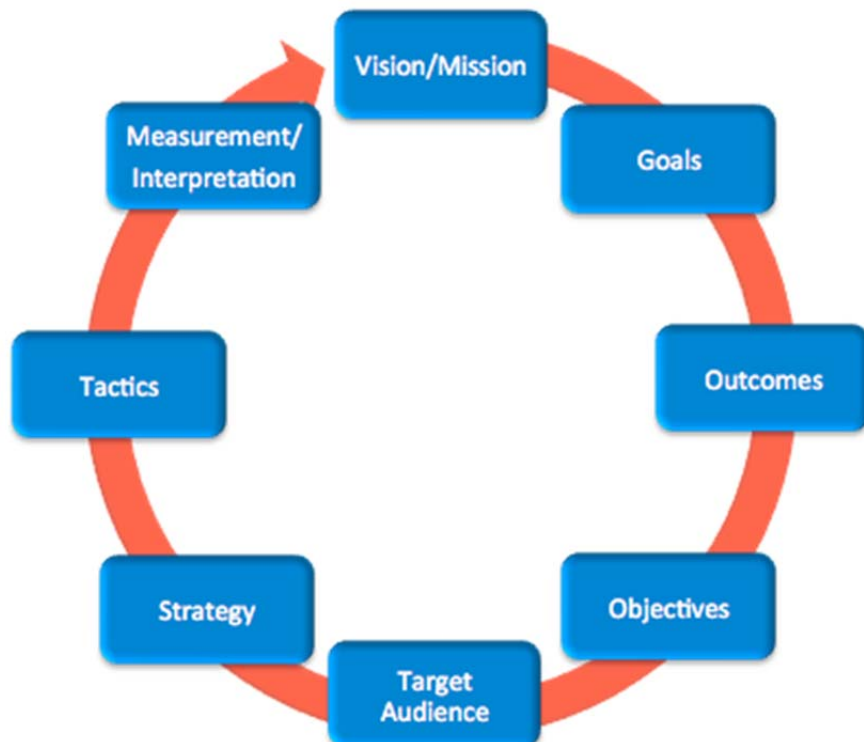 Vision/Mission
Goals
Outcomes
Objectives
Target
Audience
Strategy
Tactics
Measurement/
Interpretation